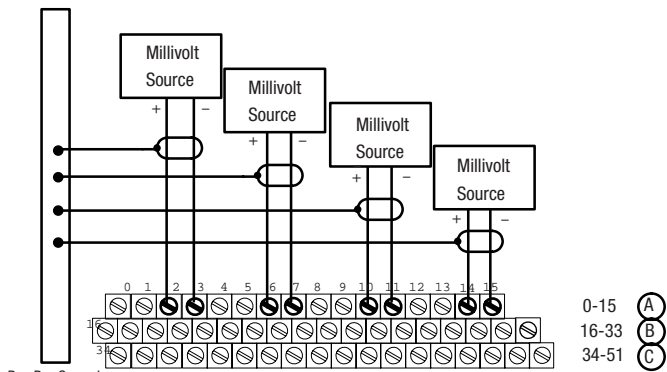 Millivolt
Source
+ −
Millivolt
Source
+ −
Millivolt
Source
+ −
Millivolt
Source
+ −
0 1 2 3 4 5 6 7 8 9 10 11 12 13 14 15
0-15 A
16
16-33 B
34
34-51 C